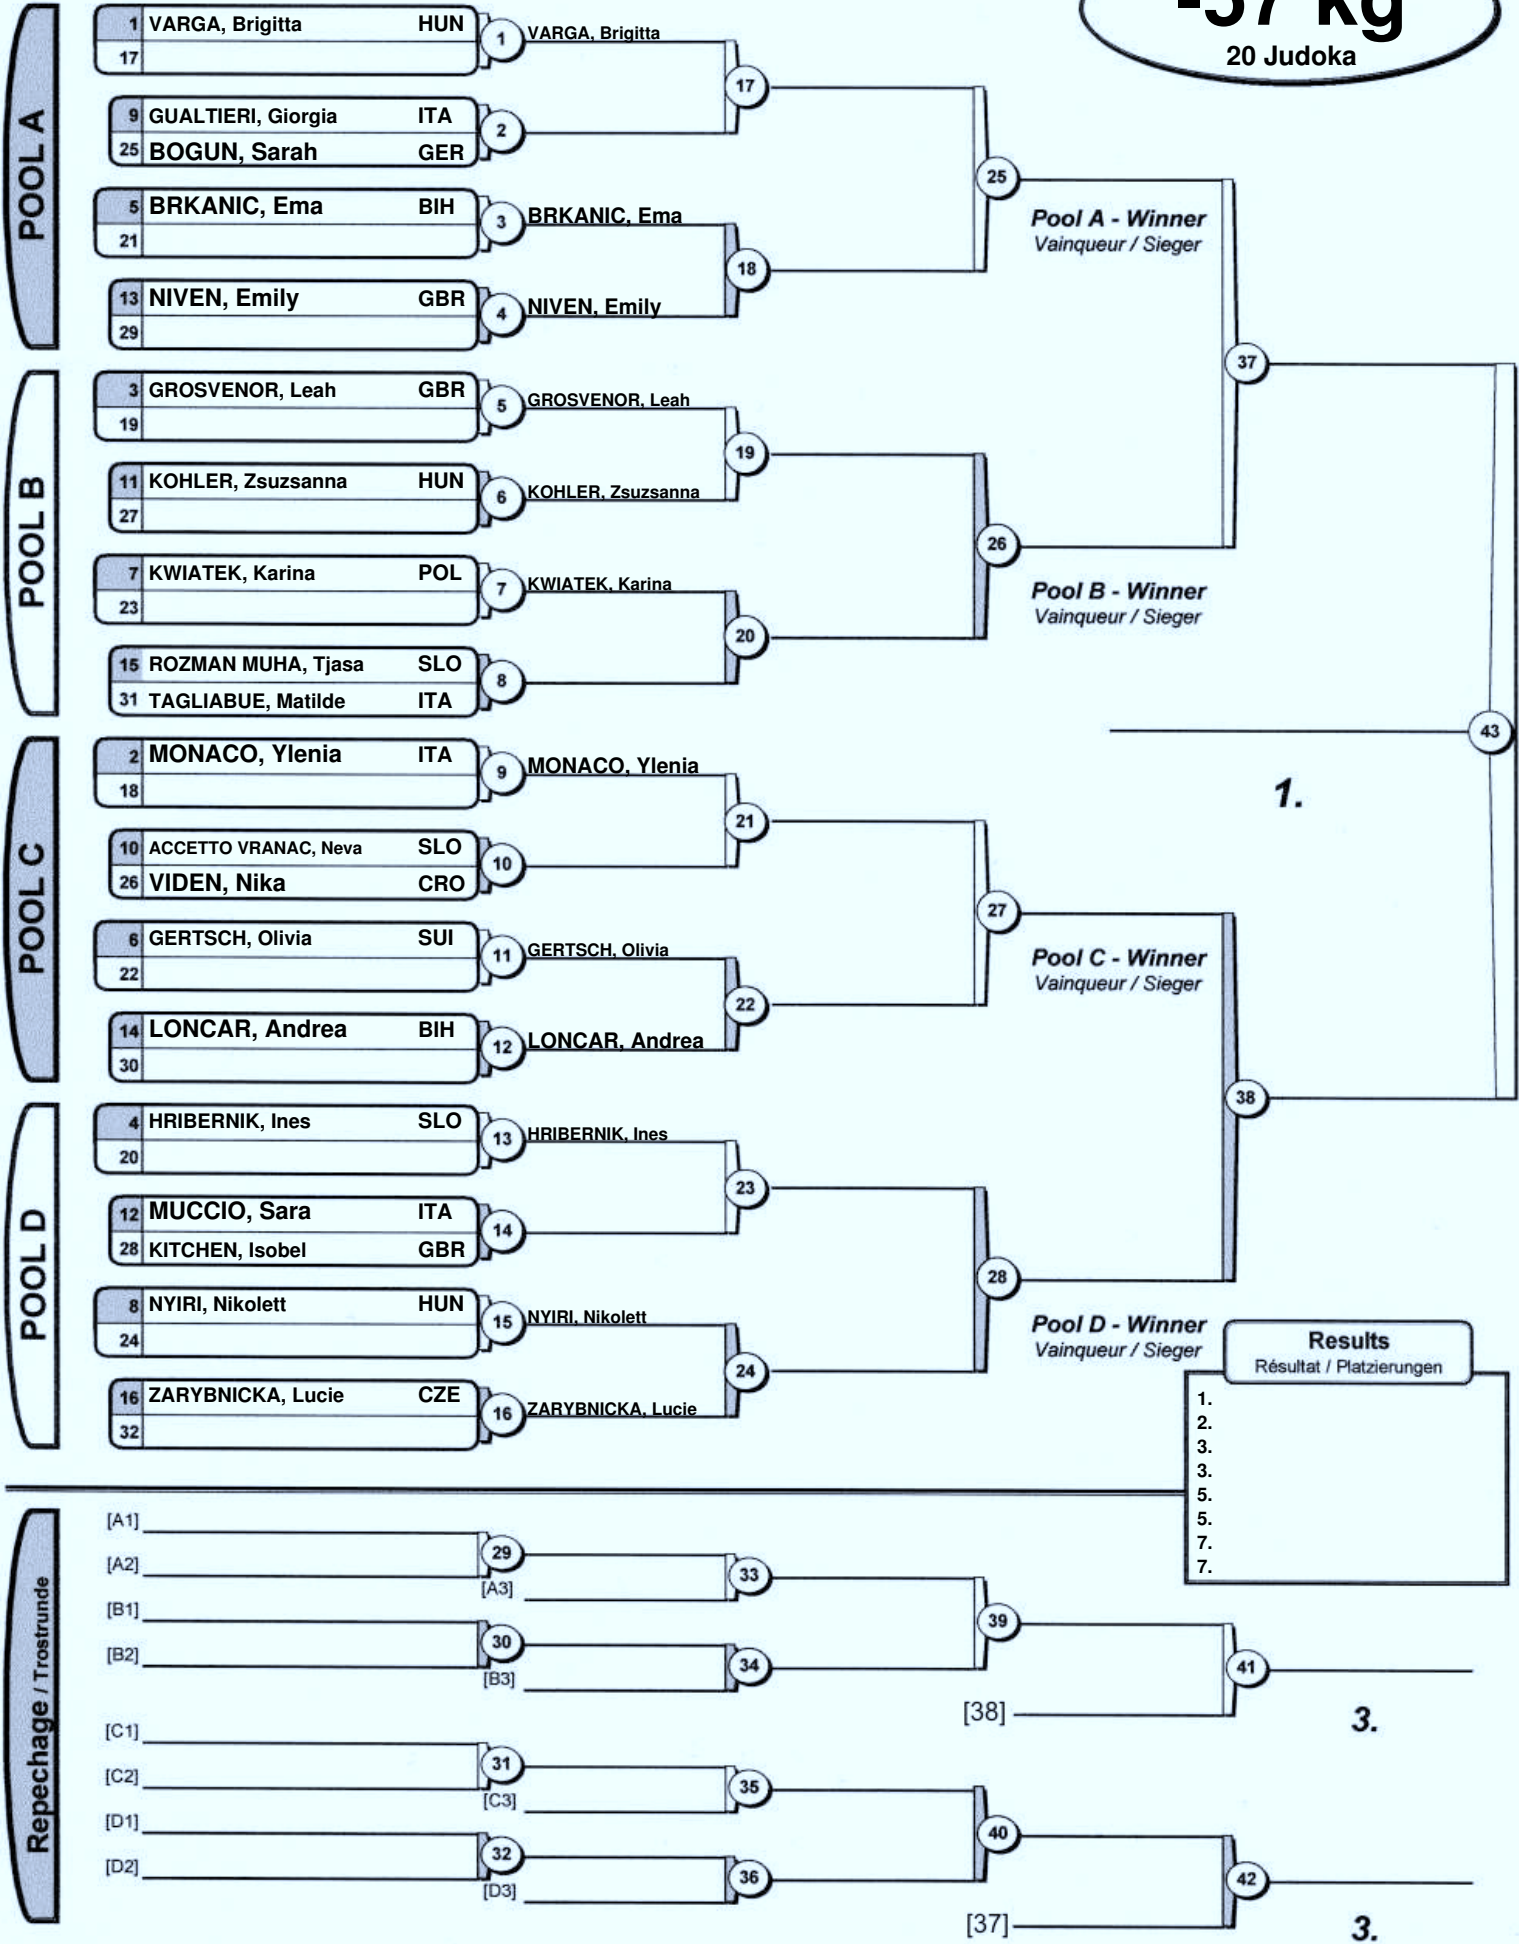 -57 kg
20 Judoka
POOL A
1 VARGA, Brigitta HUN
17
1 VARGA, Brigitta
9 GUALTIERI, Giorgia ITA
25 BOGUN, Sarah GER
2
17
5 BRKANIC, Ema BIH
21
3 BRKANIC, Ema
13 NIVEN, Emily GBR
29
4 NIVEN, Emily
18
25
Pool A - Winner
Vainqueur / Sieger
POOL B
3 GROSVENOR, Leah GBR
19
5 GROSVENOR, Leah
11 KOHLER, Zsuzsanna HUN
27
6 KOHLER, Zsuzsanna
19
7 KWIATEK, Karina POL
23
7 KWIATEK, Karina
15 ROZMAN MUHA, Tjasa SLO
31 TAGLIABUE, Matilde ITA
8
20
26
Pool B - Winner
Vainqueur / Sieger
37
POOL C
2 MONACO, Ylenia ITA
18
9 MONACO, Ylenia
10 ACCETTO VRANAC, Neva SLO
26 VIDEN, Nika CRO
10
21
6 GERTSCH, Olivia SUI
22
11 GERTSCH, Olivia
14 LONCAR, Andrea BIH
30
12 LONCAR, Andrea
22
27
Pool C - Winner
Vainqueur / Sieger
43
1.
POOL D
4 HRIBERNIK, Ines SLO
20
13 HRIBERNIK, Ines
12 MUCCIO, Sara ITA
28 KITCHEN, Isobel GBR
14
23
8 NYIRI, Nikolett HUN
24
15 NYIRI, Nikolett
16 ZARYBNICKA, Lucie CZE
32
16 ZARYBNICKA, Lucie
24
28
Pool D - Winner
Vainqueur / Sieger
38
Results
Résultat / Platzierungen
1.
2.
3.
3.
5.
5.
7.
7.
Repechage / Trostrunde
[A1]
[A2]
29
[A3]
33
[B1]
[B2]
30
[B3]
34
39
[38]
41
3.
[C1]
[C2]
31
[C3]
35
[D1]
[D2]
32
[D3]
36
40
[37]
42
3.